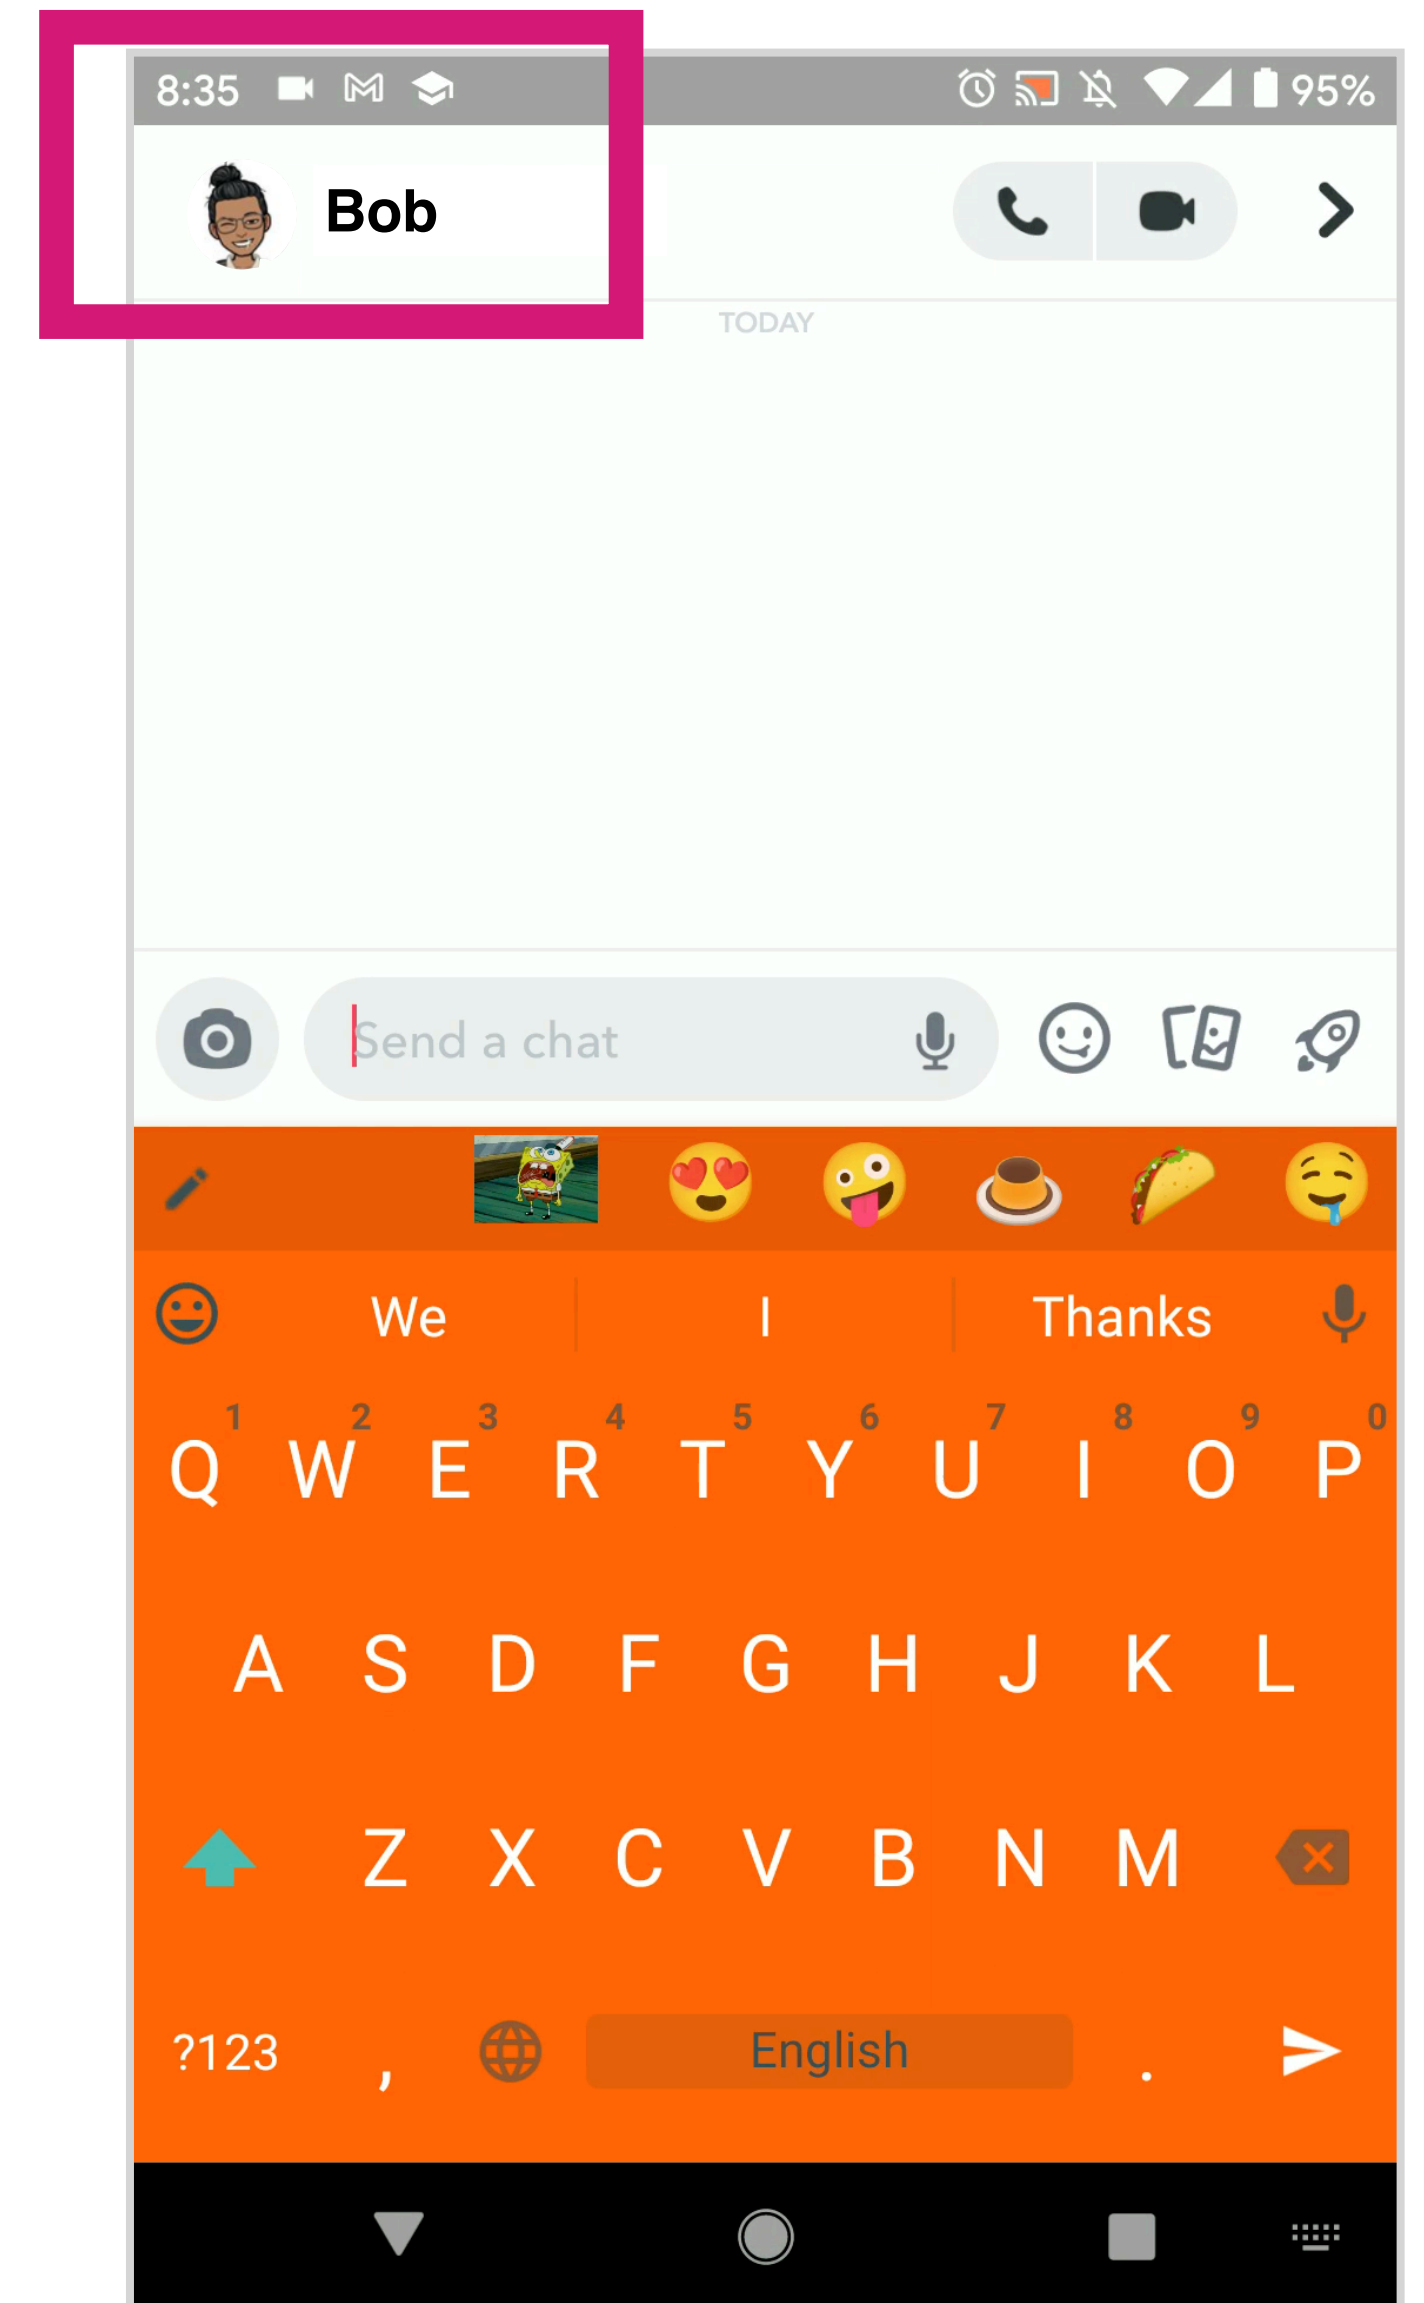 8:35 95%
Bob
TODAY
Send a chat
We I Thanks
1 2 3 4 5 6 7 8 9 0
Q W E R T Y U I O P
A S D F G H J K L
Z X C V B N M
?123 , English .